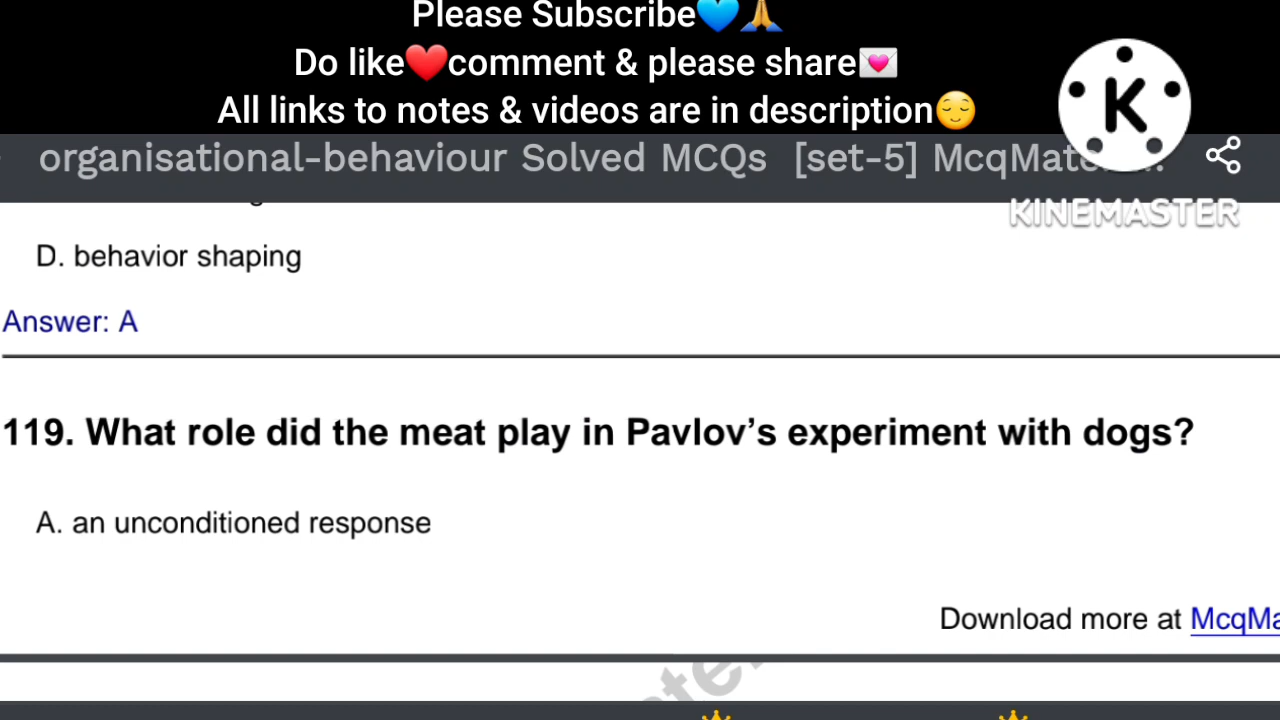 Please Subscribe💙🙏
Do like❤️comment & please share💌
All links to notes & videos are in description😌
K
organisational-behaviour Solved MCQs [set-5] McqMate
KINEMASTER
D. behavior shaping
Answer: A
119. What role did the meat play in Pavlov’s experiment with dogs?
A. an unconditioned response
Download more at McqMa